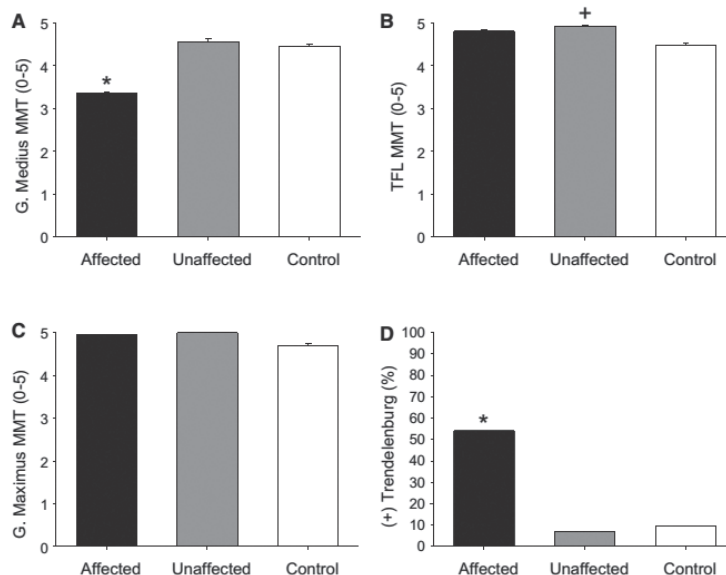 A
5
4
3
2
1
0
G. Medius MMT (0-5)
*
Affected
Unaffected
Control
B
5
4
3
2
1
0
TFL MMT (0-5)
+
Affected
Unaffected
Control
C
5
5
3
2
1
0
G. Maximus MMT (0-5)
Affected
Unaffected
Control
D
100
90
80
70
60
50
40
30
20
10
0
(+) Trendelenburg (%)
*
Affected
Unaffected
Control